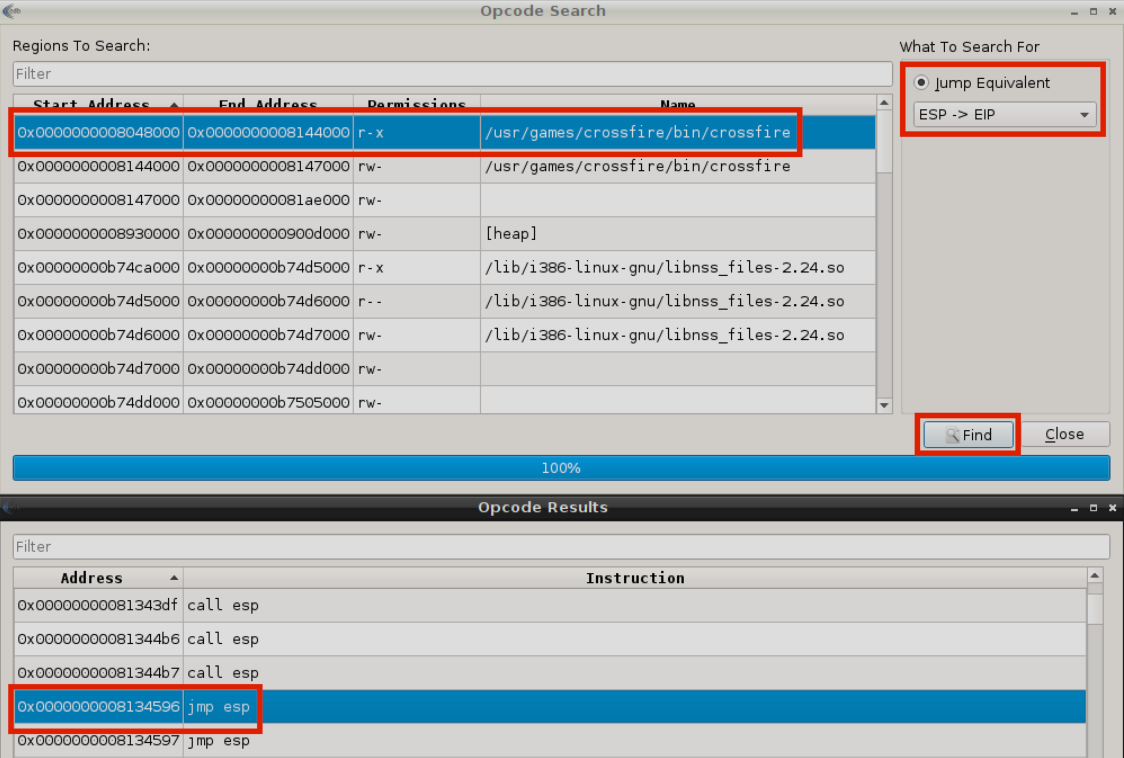 Opcode Search
Regions To Search:
What To Search For
Filter
Jump Equivalent
ESP -> EIP
Start Address End Address Permissions Name
0x0000000008048000 0x0000000008144000 r-x /usr/games/crossfire/bin/crossfire
0x0000000008144000 0x0000000008147000 rw- /usr/games/crossfire/bin/crossfire
0x0000000008147000 0x00000000081ae000 rw-
0x0000000008930000 0x000000000900d000 rw- [heap]
0x00000000b74ca000 0x00000000b74d5000 r-x /lib/i386-linux-gnu/libnss_files-2.24.so
0x00000000b74d5000 0x00000000b74d6000 r-- /lib/i386-linux-gnu/libnss_files-2.24.so
0x00000000b74d6000 0x00000000b74d7000 rw- /lib/i386-linux-gnu/libnss_files-2.24.so
0x00000000b74d7000 0x00000000b74dd000 rw-
0x00000000b74dd000 0x00000000b7505000 rw-
Find Close
100%
Opcode Results
Filter
Address Instruction
0x00000000081343df call esp
0x00000000081344b6 call esp
0x00000000081344b7 call esp
0x0000000008134596 jmp esp
0x0000000008134597 jmp esp